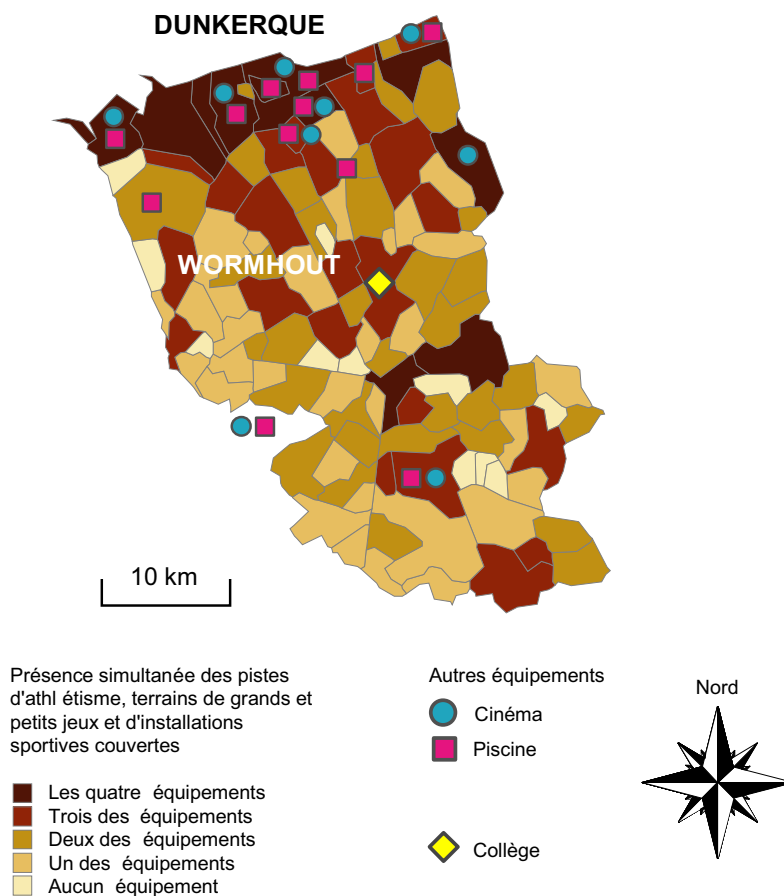 DUNKERQUE
WORMHOUT
10 km
Présence simultanée des pistes
d'athl étisme, terrains de grands et
petits jeux et d'installations
sportives couvertes
Les quatre équipements
Trois des équipements
Deux des équipements
Un des équipements
Aucun équipement
Autres équipements
Cinéma
Piscine
Collège
Nord